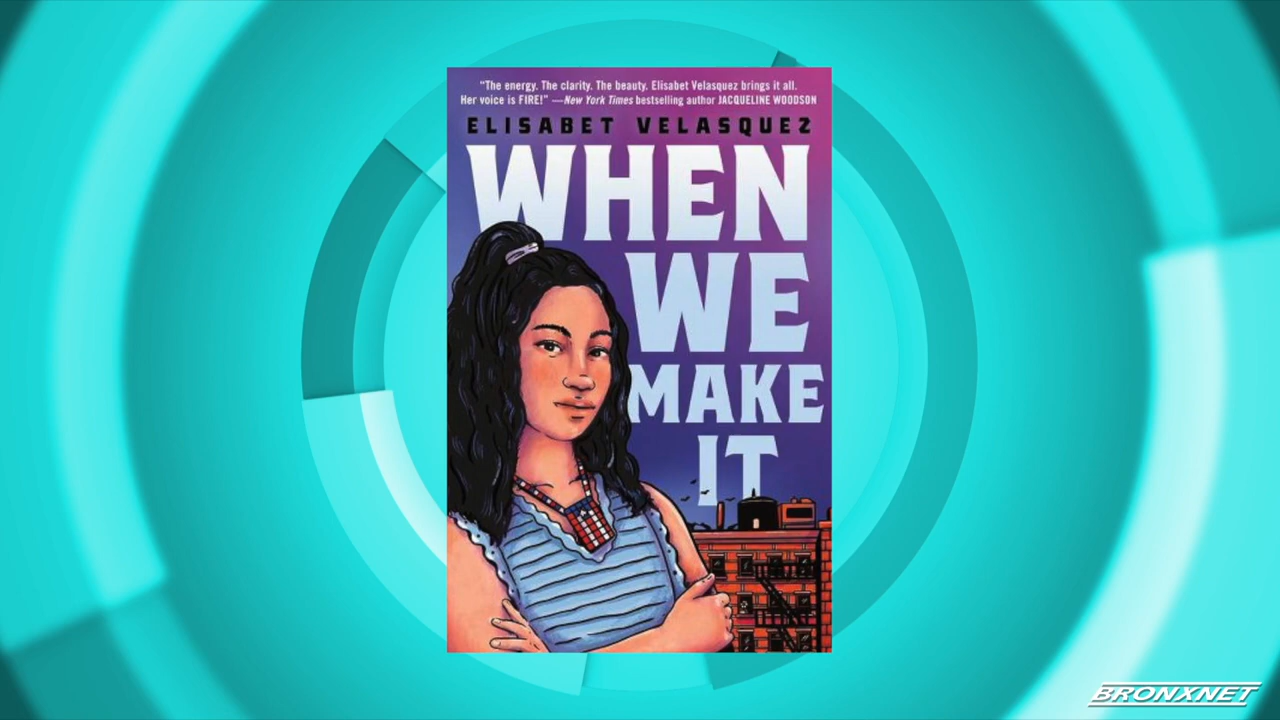 “The energy. The clarity. The beauty. Elisabet Velasquez brings it all.
Her voice is FIRE!” —New York Times bestselling author JACQUELINE WOODSON
ELISABET VELASQUEZ
WHEN
WE
MAKE
IT
BRONXNET